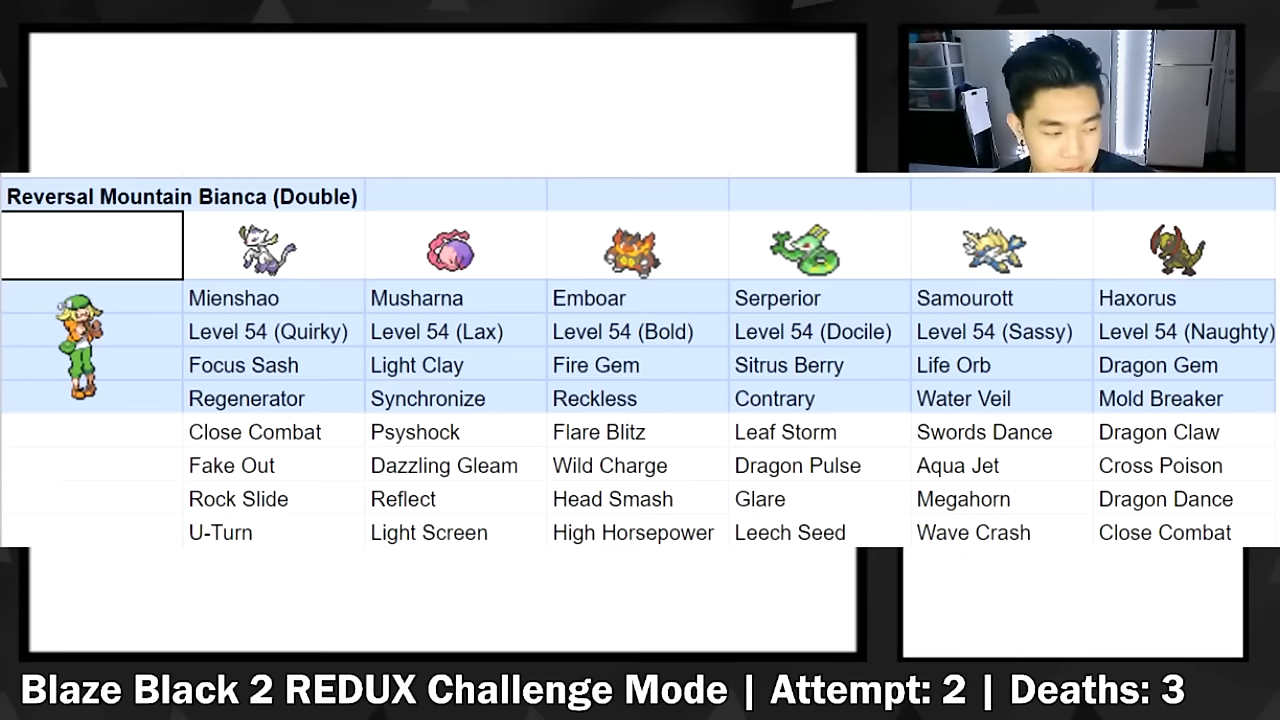 Reversal Mountain Bianca (Double)
Mienshao Musharna Emboar Serperior Samourott Haxorus
Level 54 (Quirky) Level 54 (Lax) Level 54 (Bold) Level 54 (Docile) Level 54 (Sassy) Level 54 (Naughty)
Focus Sash Light Clay Fire Gem Sitrus Berry Life Orb Dragon Gem
Regenerator Synchronize Reckless Contrary Water Veil Mold Breaker
Close Combat Psyshock Flare Blitz Leaf Storm Swords Dance Dragon Claw
Fake Out Dazzling Gleam Wild Charge Dragon Pulse Aqua Jet Cross Poison
Rock Slide Reflect Head Smash Glare Megahorn Dragon Dance
U-Turn Light Screen High Horsepower Leech Seed Wave Crash Close Combat
Blaze Black 2 REDUX Challenge Mode | Attempt: 2 | Deaths: 3